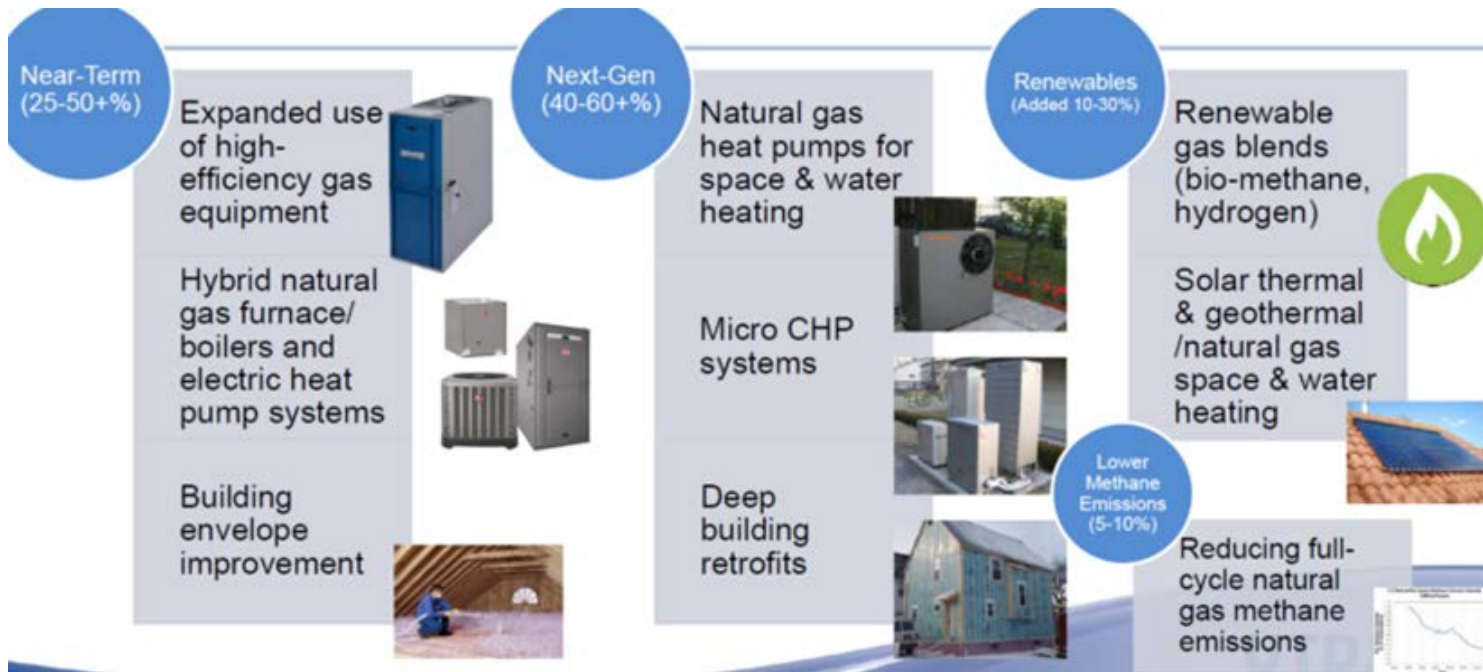 Near-Term
(25-50+%)
Expanded use
of high-
efficiency gas
equipment
Hybrid natural
gas furnace/
boilers and
electric heat
pump systems
Building
envelope
improvement
Next-Gen
(40-60+%)
Natural gas
heat pumps for
space & water
heating
Micro CHP
systems
Deep
building
retrofits
Renewables
(Added 10-30%)
Renewable
gas blends
(bio-methane,
hydrogen)
Solar thermal
& geothermal
/natural gas
space & water
heating
Lower
Methane
Emissions
(5-10%)
Reducing full-
cycle natural
gas methane
emissions